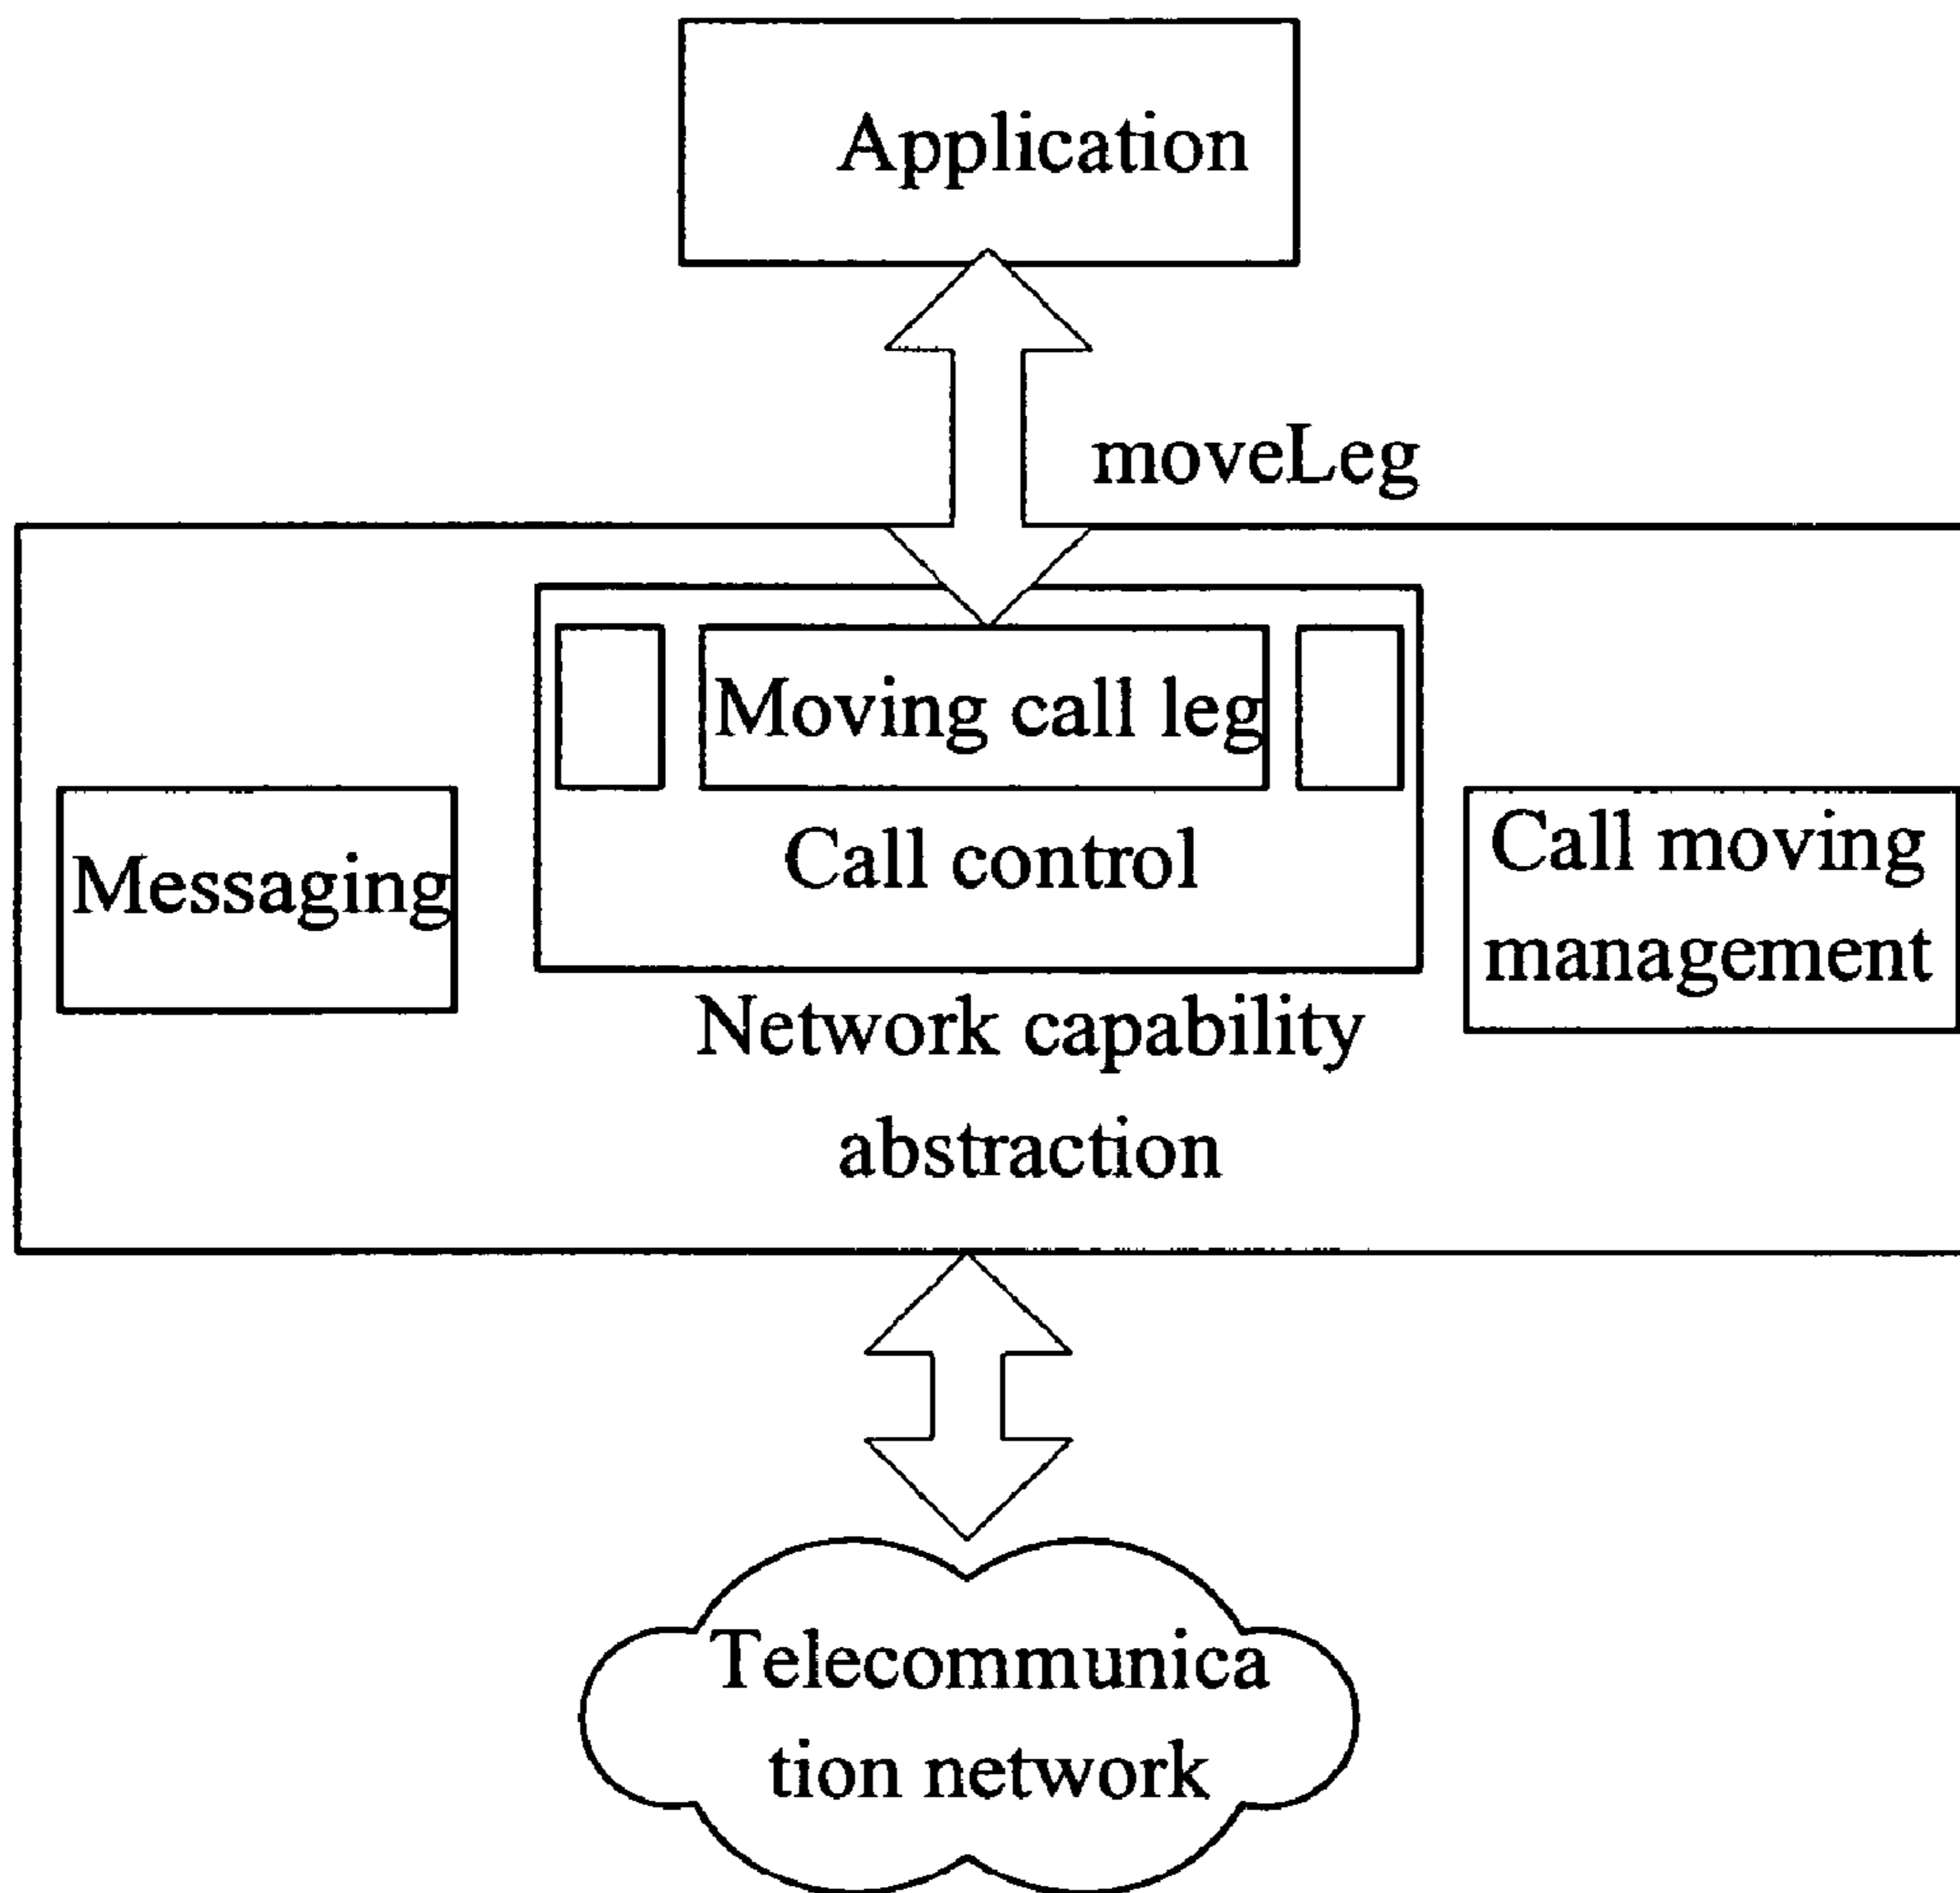 Application
moveLeg
Moving call leg
Call control
Messaging
Call moving
management
Network capability
abstraction
Telecommunica
tion network